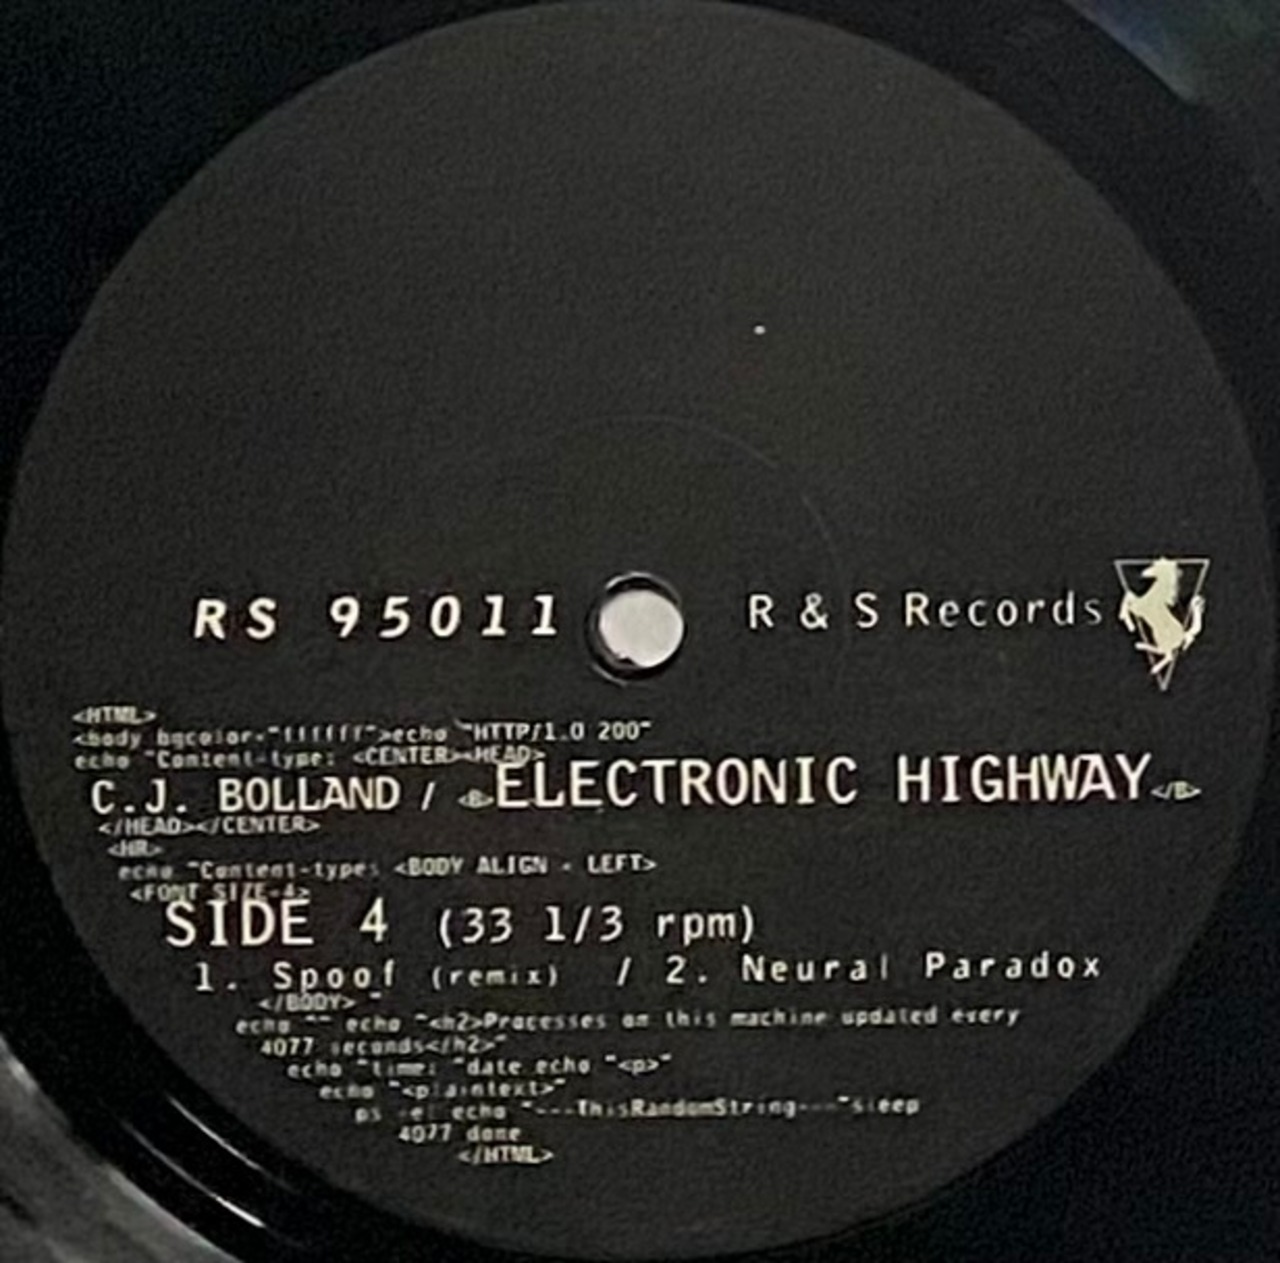 RS 95011 R & S Records
<HTML>
<body bgcolor="ffffff">echo "HTTP/1.0 200"
echo "Content-type: <CENTER><HEAD>
C.J. BOLLAND / <B>ELECTRONIC HIGHWAY</B>
</HEAD></CENTER>
<HR>
echo "Content-type: <BODY ALIGN = LEFT>
<FONT SIZE=4>
SIDE 4 (33 1/3 rpm)
1. Spoof (remix) / 2. Neural Paradox
</BODY> "
echo "" echo "<h2>Processes on this machine updated every
4077 seconds</h2>"
echo "time: "date echo "<p>"
echo "<plaintext>"
ps echo "---ThisRandomString---"sleep
4077 done
</HTML>